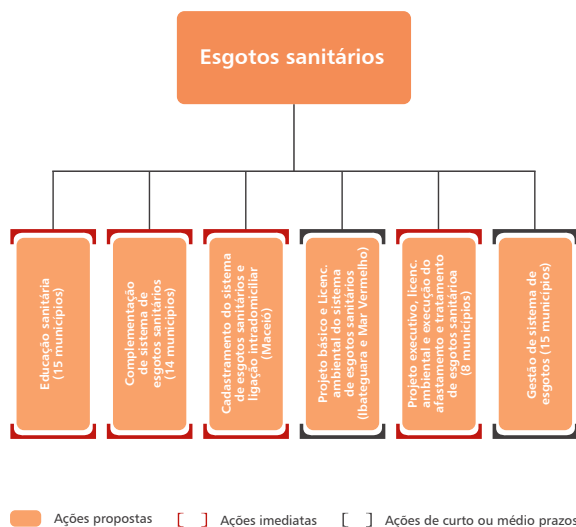 Esgotos sanitários
Educação sanitária
(15 municípios)
Complementação
de sistema de
esgotos sanitários
(14 municípios)
Cadastramento do sistema
de esgotos sanitários e
ligação intradomiciliar
( Maceió)
Projeto básico e Licenc.
ambiental do sistema
de esgotos sanitários
(Ibateguara e Mar Vermelho)
Projeto executivo, licenc.
ambiental e execução do
afastamento e tratamento
de esgotos sanitárioa
(8 municípios)
Gestão de sistema de
esgotos (15 municípios)
Ações propostas
Ações imediatas
Ações de curto ou médio prazos